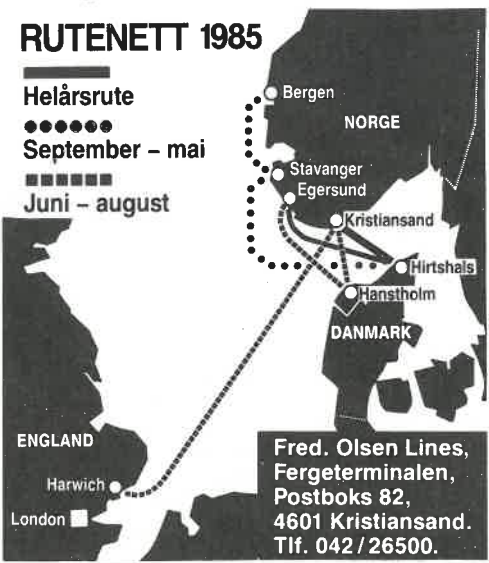 RUTENETT 1985
Helårsrute
September – mai
Juni – august
Bergen
NORGE
Stavanger
Egersund
Kristiansand
Hirtshals
Hanstholm
DANMARK
ENGLAND
Harwich
London
Fred. Olsen Lines,
Fergeterminalen,
Postboks 82,
4601 Kristiansand.
Tlf. 042/26500.